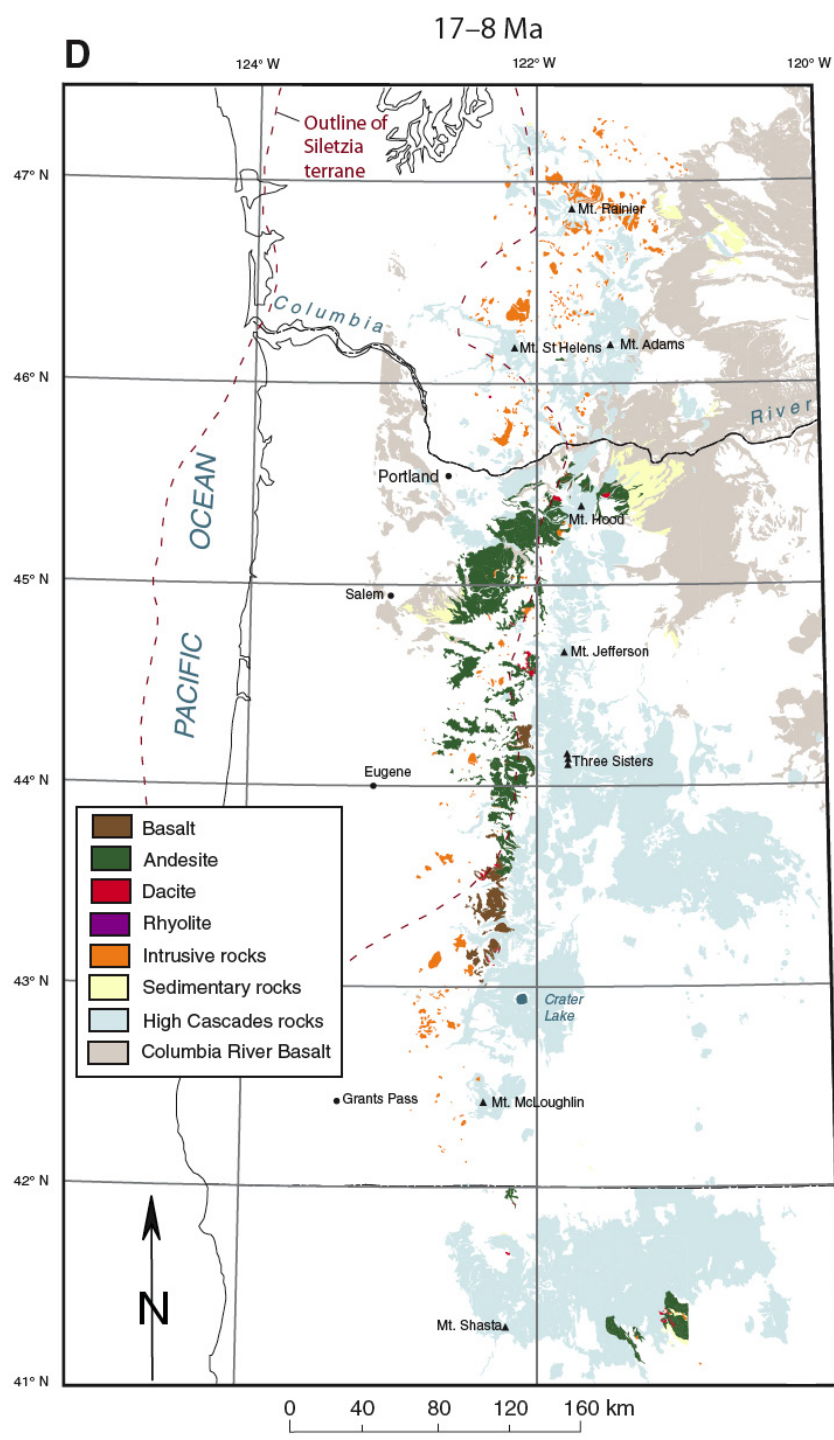 17–8 Ma
D
124° W
122° W
120° W
Outline of
Siletzia
terrane
47° N
Mt. Rainier
Columbia
Mt. St Helens
Mt. Adams
46° N
River
Portland
Mt. Hood
PACIFIC OCEAN
45° N
Salem
Mt. Jefferson
Three Sisters
Eugene
44° N
Basalt
Andesite
Dacite
Rhyolite
Intrusive rocks
Sedimentary rocks
High Cascades rocks
Columbia River Basalt
43° N
Crater
Lake
Grants Pass
Mt. McLoughlin
42° N
N
Mt. Shasta
41° N
0 40 80 120 160 km